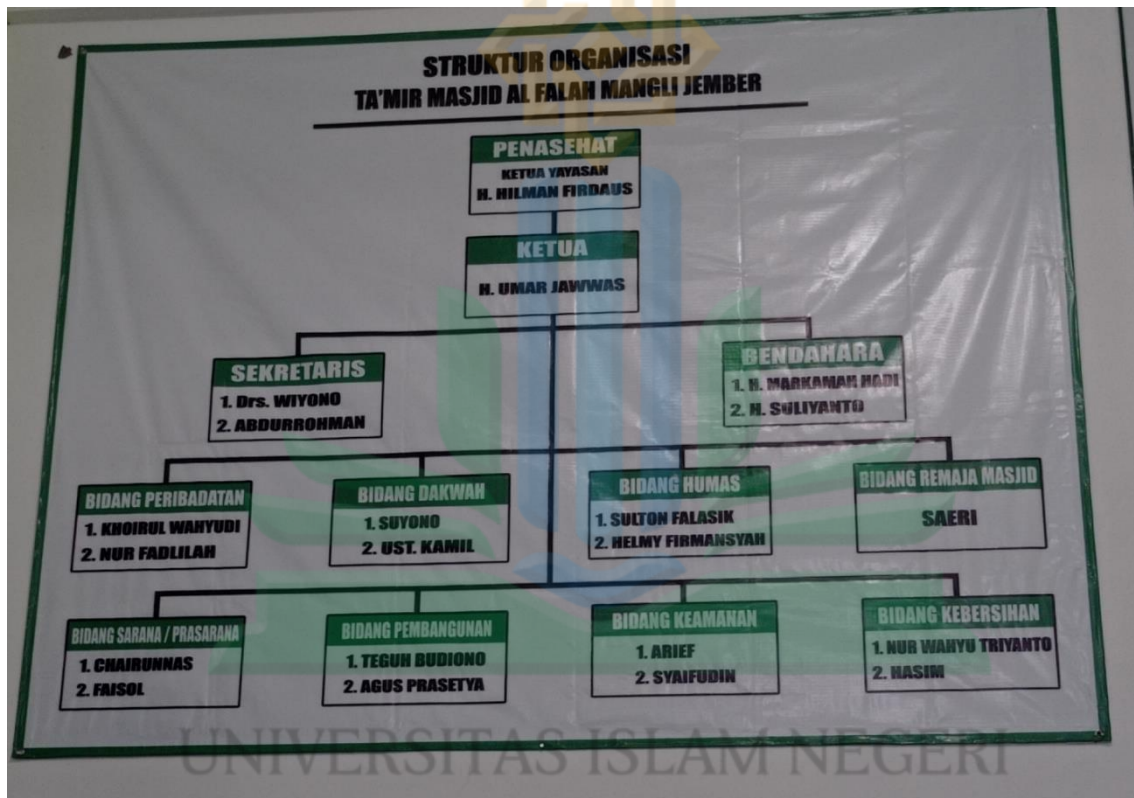 STRUKTUR ORGANISASI
TA'MIR MASJID AL FALAH MANGLI JEMBER
PENASEHAT
KETUA YAYASAN
H. HILMAN FIRDAUS
KETUA
H. UMAR JAWWAS
SEKRETARIS
1. Drs. WIYONO
2. ABDURROHMAN
BENDAHARA
1. H. MARKAMAH HADI
2. H. SULIYANTO
BIDANG PERIBADATAN
1. KHOIRUL WAHYUDI
2. NUR FADLILAH
BIDANG DAKWAH
1. SUYONO
2. UST. KAMIL
BIDANG HUMAS
1. SULTON FALASIK
2. HELMY FIRMANSYAH
BIDANG REMAJA MASJID
SAERI
BIDANG SARANA / PRASARANA
1. CHAIRUNNAS
2. FAISOL
BIDANG PEMBANGUNAN
1. TEGUH BUDIONO
2. AGUS PRASETYA
BIDANG KEAMANAN
1. ARIEF
2. SYAIFUDIN
BIDANG KEBERSIHAN
1. NUR WAHYU TRIYANTO
2. HASIM
UNIVERSITAS ISLAM NEGERI